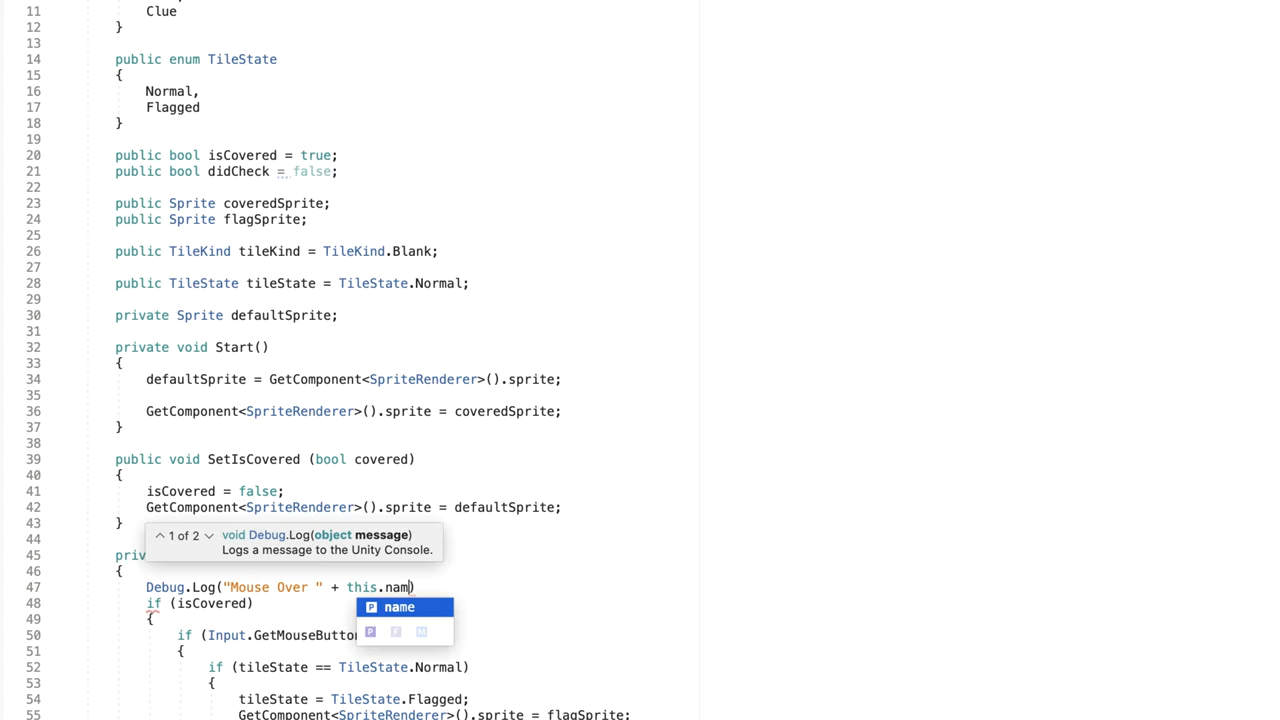 11 Clue
12 }
13
14 public enum TileState
15 {
16 Normal,
17 Flagged
18 }
19
20 public bool isCovered = true;
21 public bool didCheck = false;
22
23 public Sprite coveredSprite;
24 public Sprite flagSprite;
25
26 public TileKind tileKind = TileKind.Blank;
27
28 public TileState tileState = TileState.Normal;
29
30 private Sprite defaultSprite;
31
32 private void Start()
33 {
34 defaultSprite = GetComponent<SpriteRenderer>().sprite;
35
36 GetComponent<SpriteRenderer>().sprite = coveredSprite;
37 }
38
39 public void SetIsCovered (bool covered)
40 {
41 isCovered = false;
42 GetComponent<SpriteRenderer>().sprite = defaultSprite;
43 }
1 of 2 void Debug.Log(object message)
Logs a message to the Unity Console.
44
45 priv
46 {
47 Debug.Log("Mouse Over " + this.nam)
P name
P F M
48 if (isCovered)
49 {
50 if (Input.GetMouseButto
51 {
52 if (tileState == TileState.Normal)
53 {
54 tileState = TileState.Flagged;
55 GetComponent<SpriteRenderer>().sprite = flagSprite;